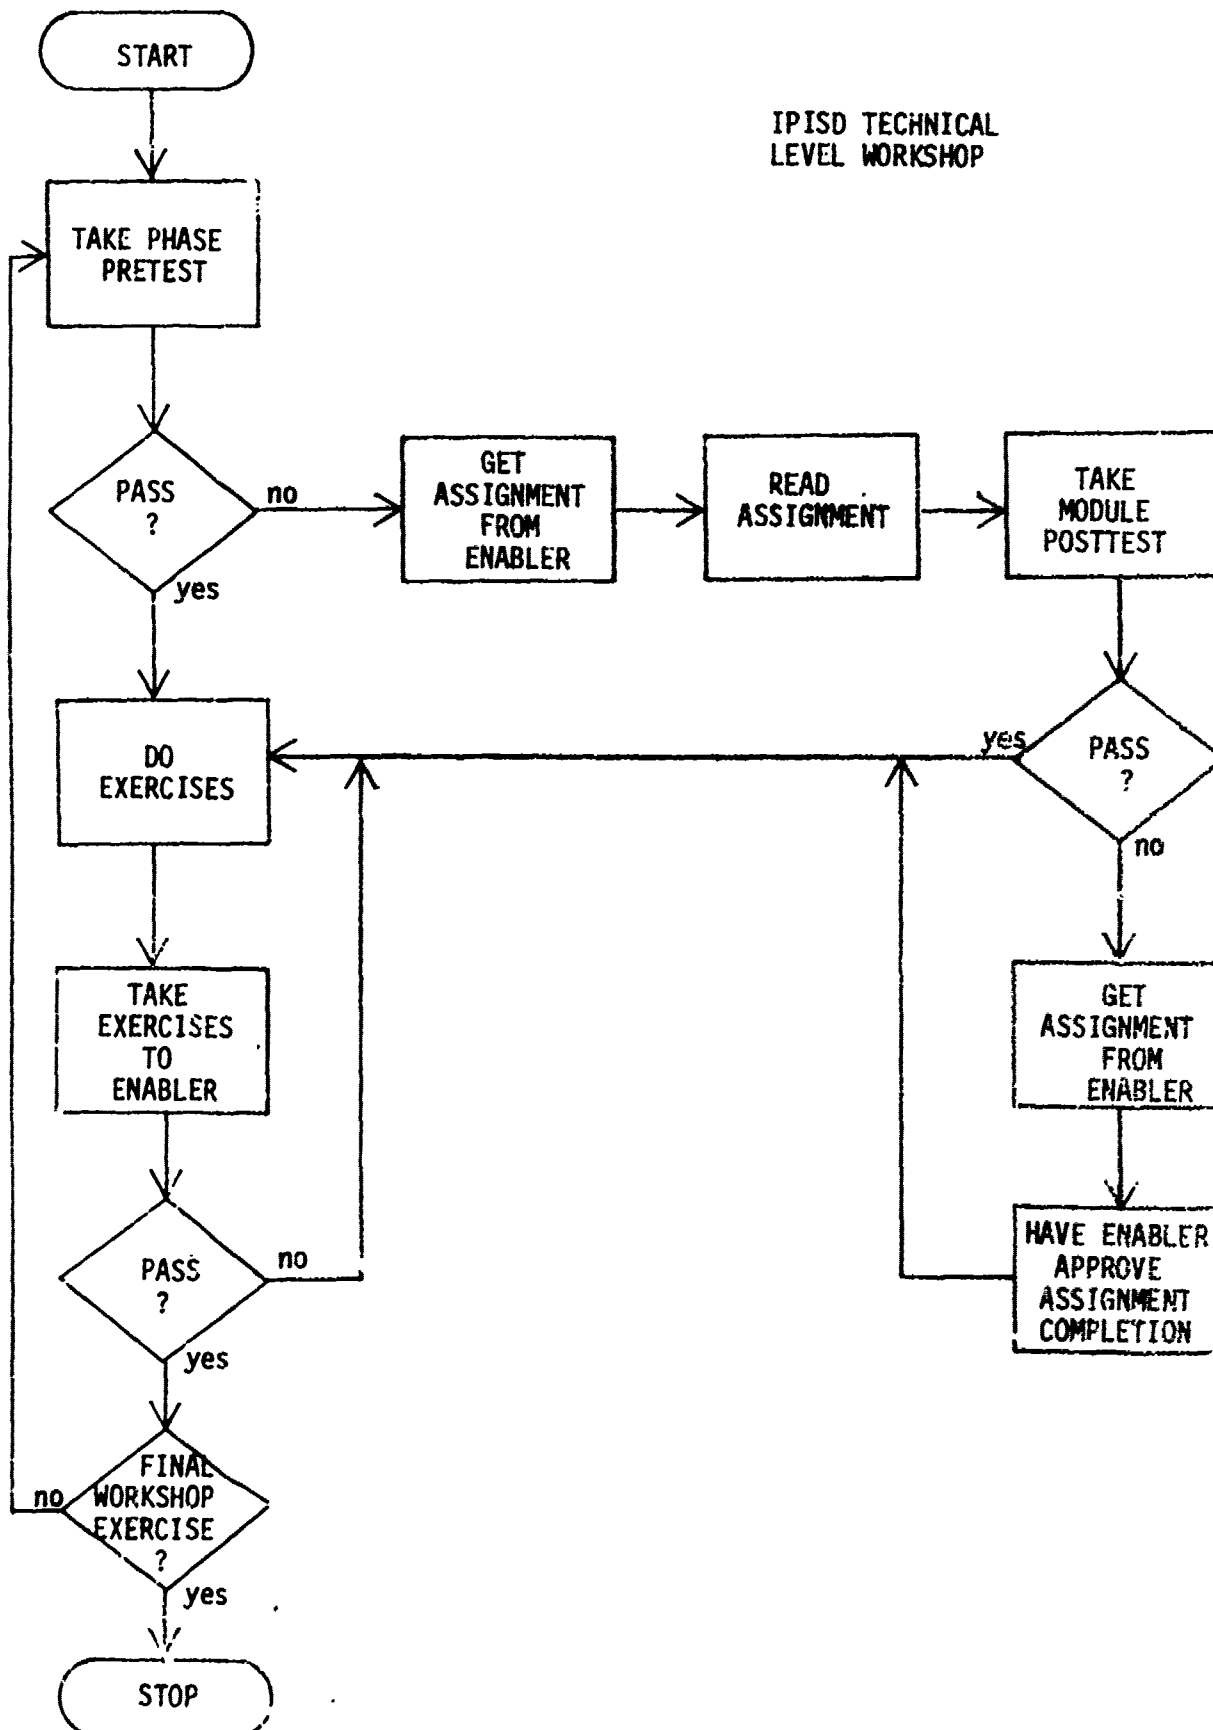 START
IPISD TECHNICAL
LEVEL WORKSHOP
TAKE PHASE
PRETEST
PASS
?
no
yes
GET
ASSIGNMENT
FROM
ENABLER
READ
ASSIGNMENT
TAKE
MODULE
POSTTEST
PASS
?
yes
no
DO
EXERCISES
GET
ASSIGNMENT
FROM
ENABLER
TAKE
EXERCISES
TO
ENABLER
HAVE ENABLER
APPROVE
ASSIGNMENT
COMPLETION
PASS
?
no
yes
FINAL
WORKSHOP
EXERCISE
?
no
yes
STOP